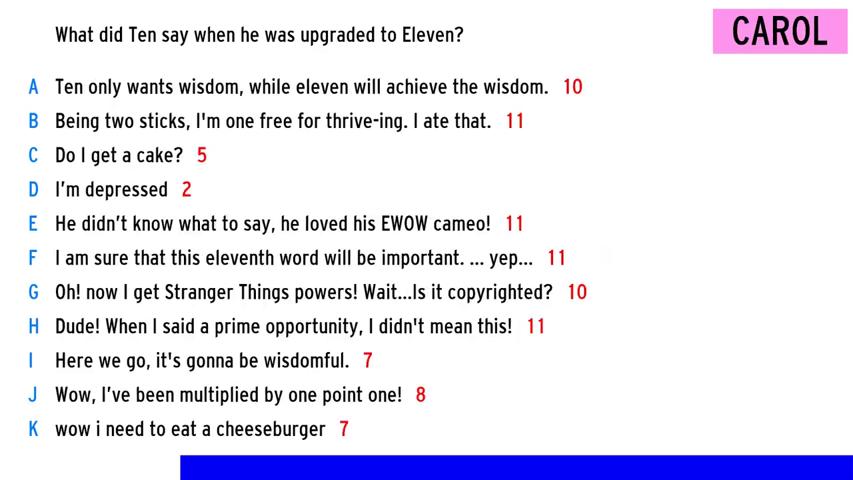 What did Ten say when he was upgraded to Eleven?
CAROL
A Ten only wants wisdom, while eleven will achieve the wisdom. 10
B Being two sticks, I'm one free for thrive-ing. I ate that. 11
C Do I get a cake? 5
D I’m depressed 2
E He didn’t know what to say, he loved his EWOW cameo! 11
F I am sure that this eleventh word will be important. ... yep... 11
G Oh! now I get Stranger Things powers! Wait...Is it copyrighted? 10
H Dude! When I said a prime opportunity, I didn't mean this! 11
I Here we go, it's gonna be wisdomful. 7
J Wow, I’ve been multiplied by one point one! 8
K wow i need to eat a cheeseburger 7